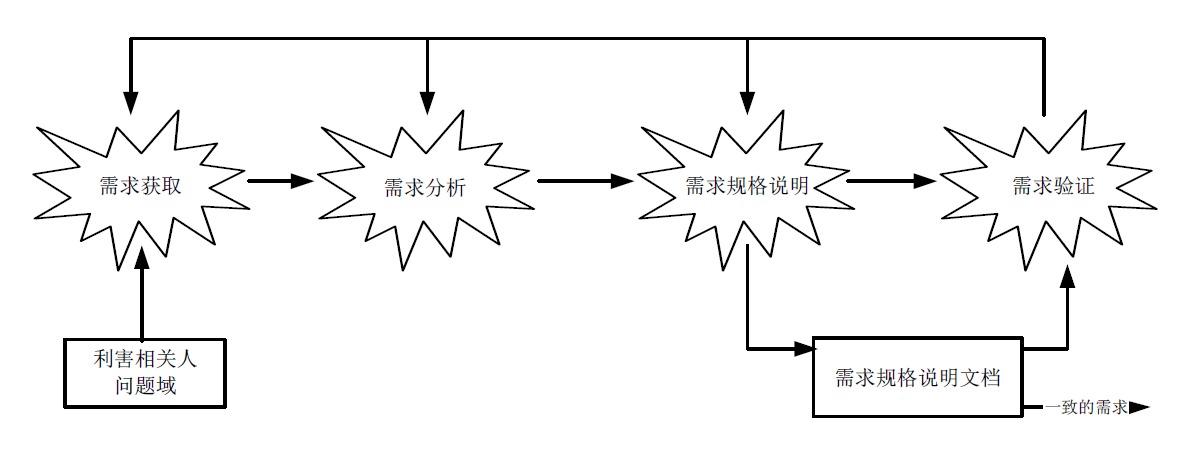 需求获取
需求分析
需求规格说明
需求验证
利害相关人
问题域
需求规格说明文档
一致的需求